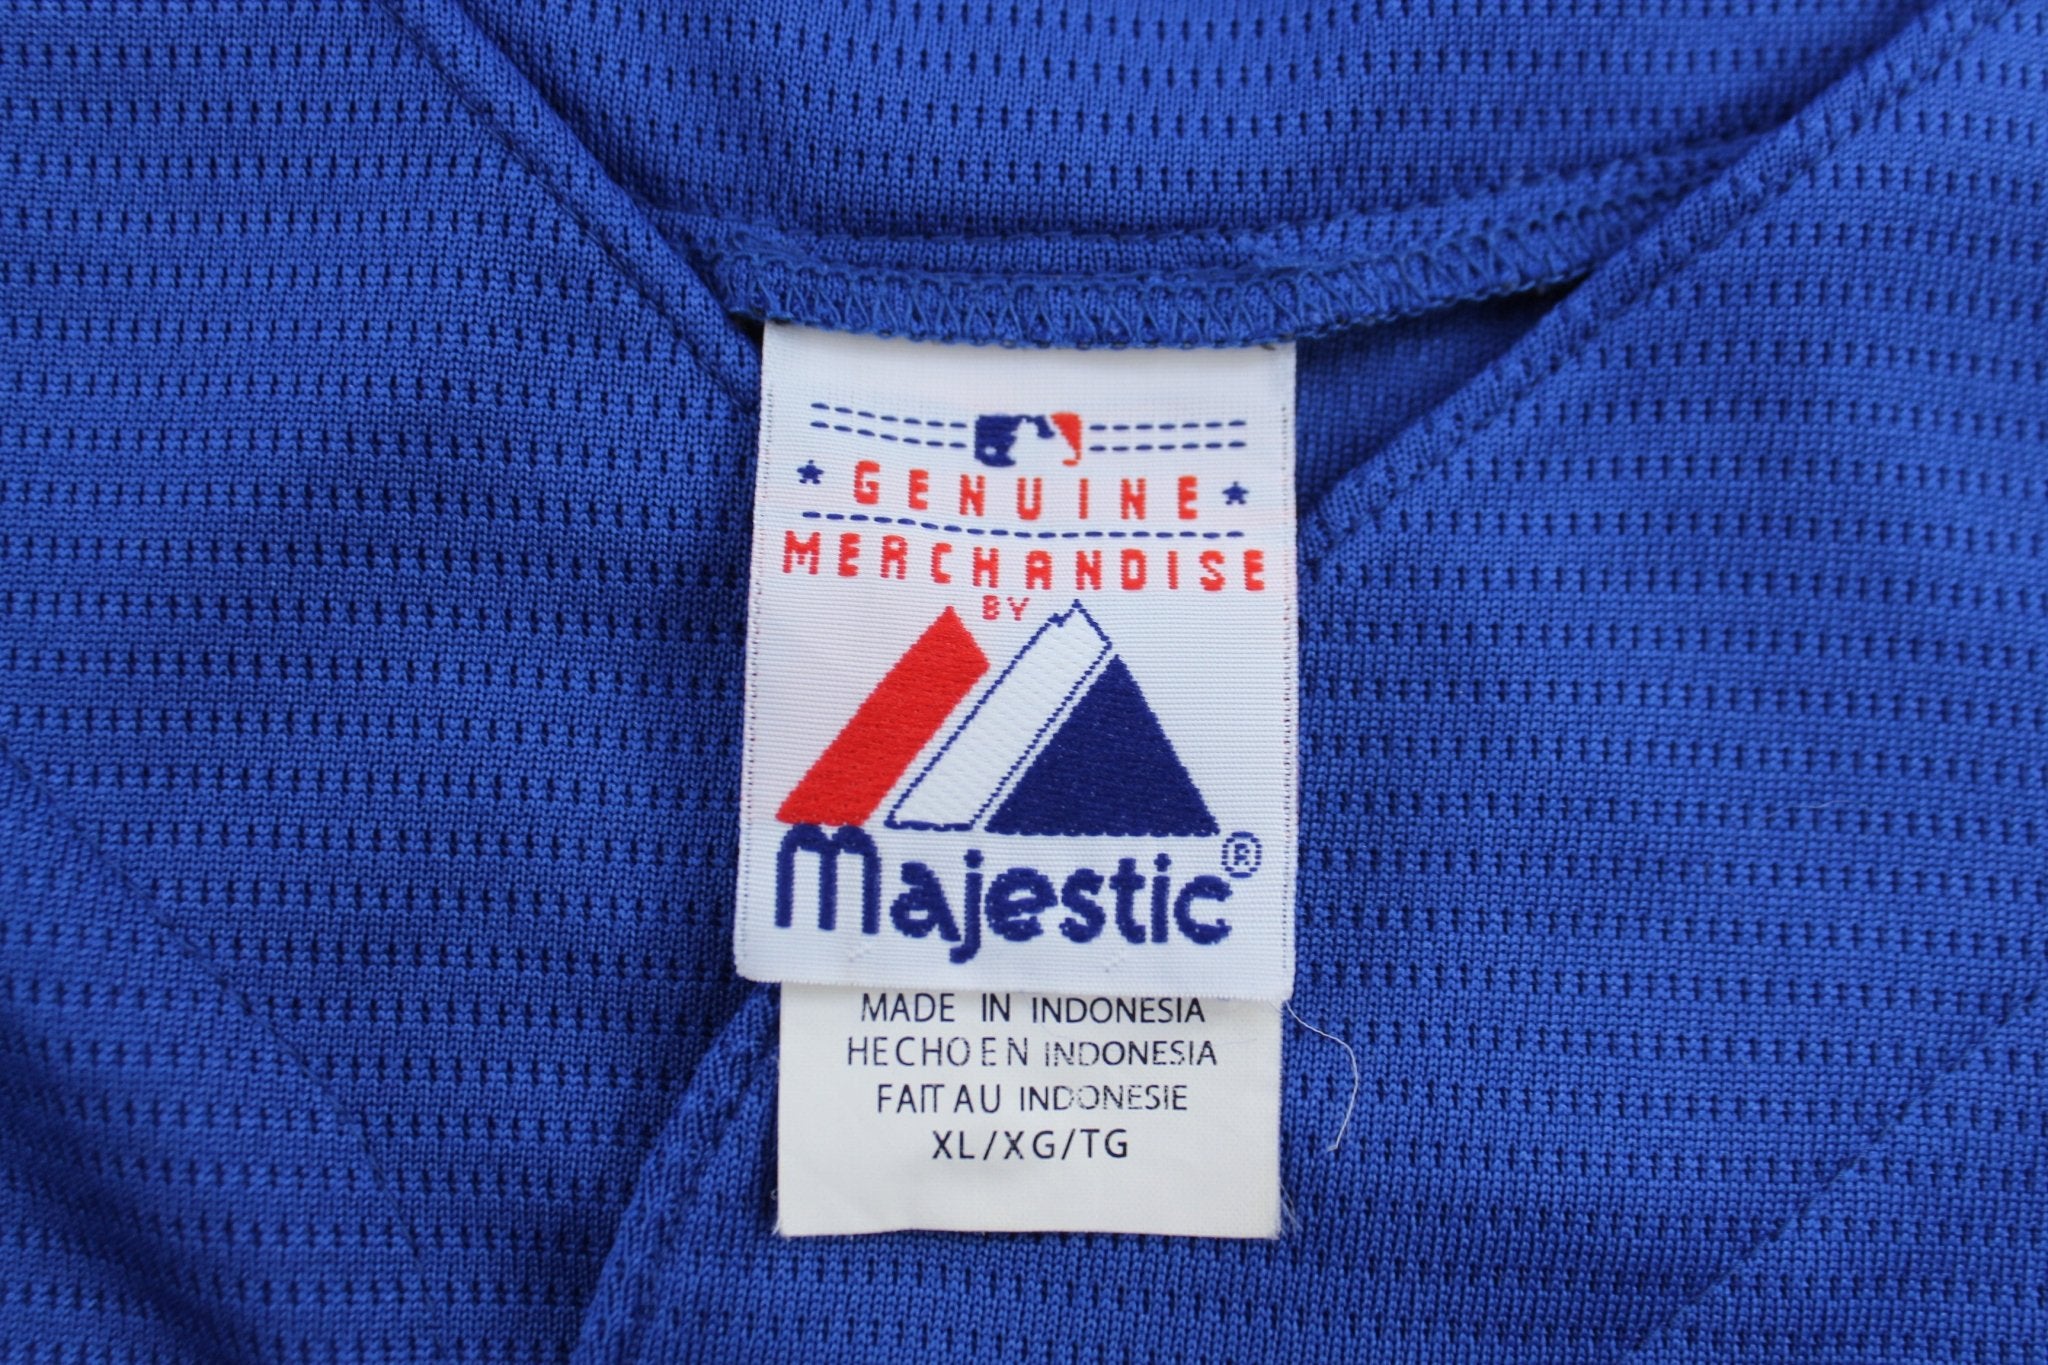 GENUINE
MERCHANDISE
BY
Majestic®
MADE IN INDONESIA
HECHO EN INDONESIA
FAIT AU INDONESIE
XL/XG/TG